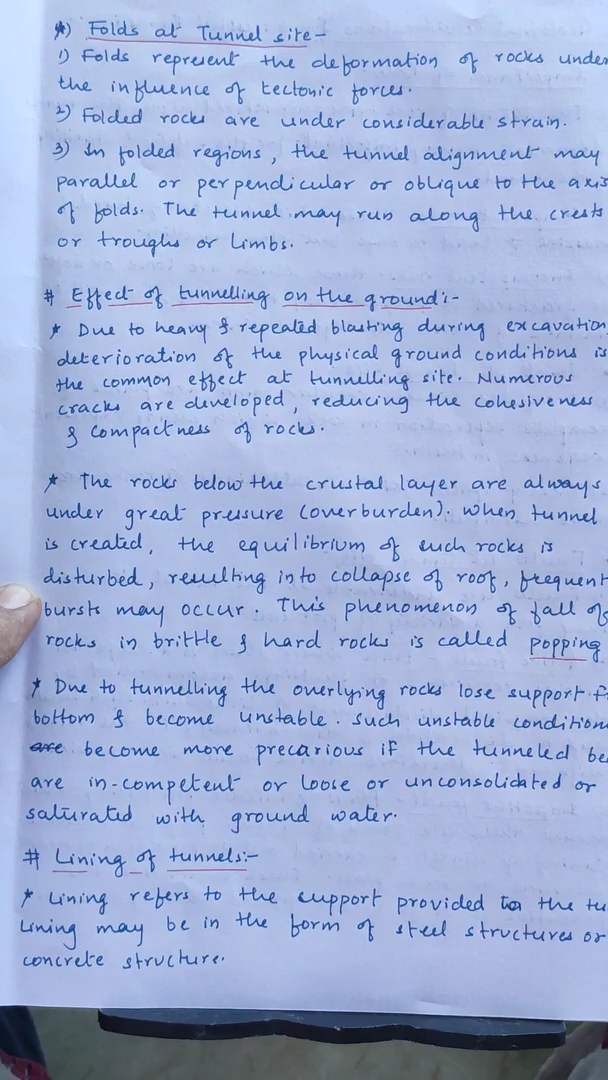 *) Folds at Tunnel site:-
1) Folds represent the deformation of rocks under
the influence of tectonic forces.
2) Folded rocks are under considerable strain.
3) In folded regions, the tunnel alignment may
parallel or perpendicular or oblique to the axis
of folds. The tunnel may run along the crests
or troughs or limbs.
# Effect of tunnelling on the ground:-
* Due to heavy & repeated blasting during excavation,
deterioration of the physical ground conditions is
the common effect at tunnelling site. Numerous
cracks are developed, reducing the cohesiveness
& compactness of rocks.
* The rocks below the crustal layer are always
under great pressure (overburden). When tunnel
is created, the equilibrium of such rocks is
disturbed, resulting into collapse of roof, frequent
bursts may occur. This phenomenon of fall of
rocks in brittle & hard rocks is called popping
* Due to tunnelling the overlying rocks lose support f
bottom & become unstable. Such unstable condition
are become more precarious if the tunneled be
are in-competent or loose or unconsolidated or
saturated with ground water.
# Lining of tunnels:-
* Lining refers to the support provided to the tu
Lining may be in the form of steel structures or
concrete structure.